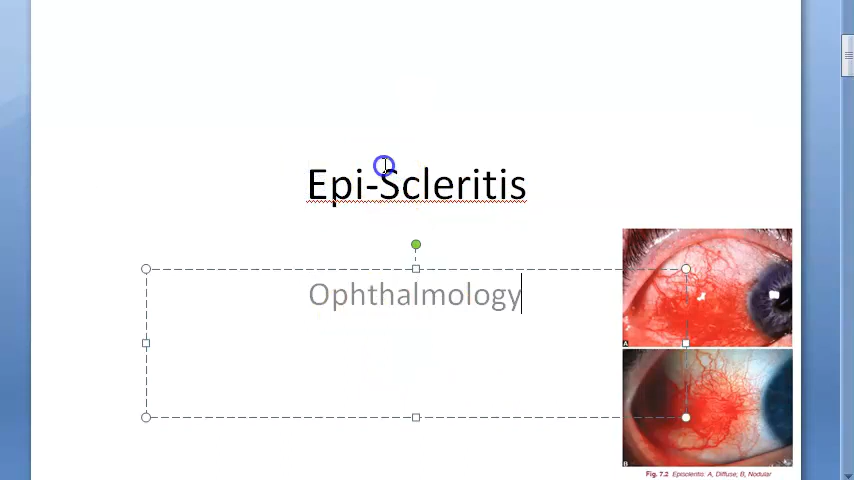 Epi-Scleritis
Ophthalmology
A
B
Fig. 7.2 Episcleritis: A, Diffuse; B, Nodular